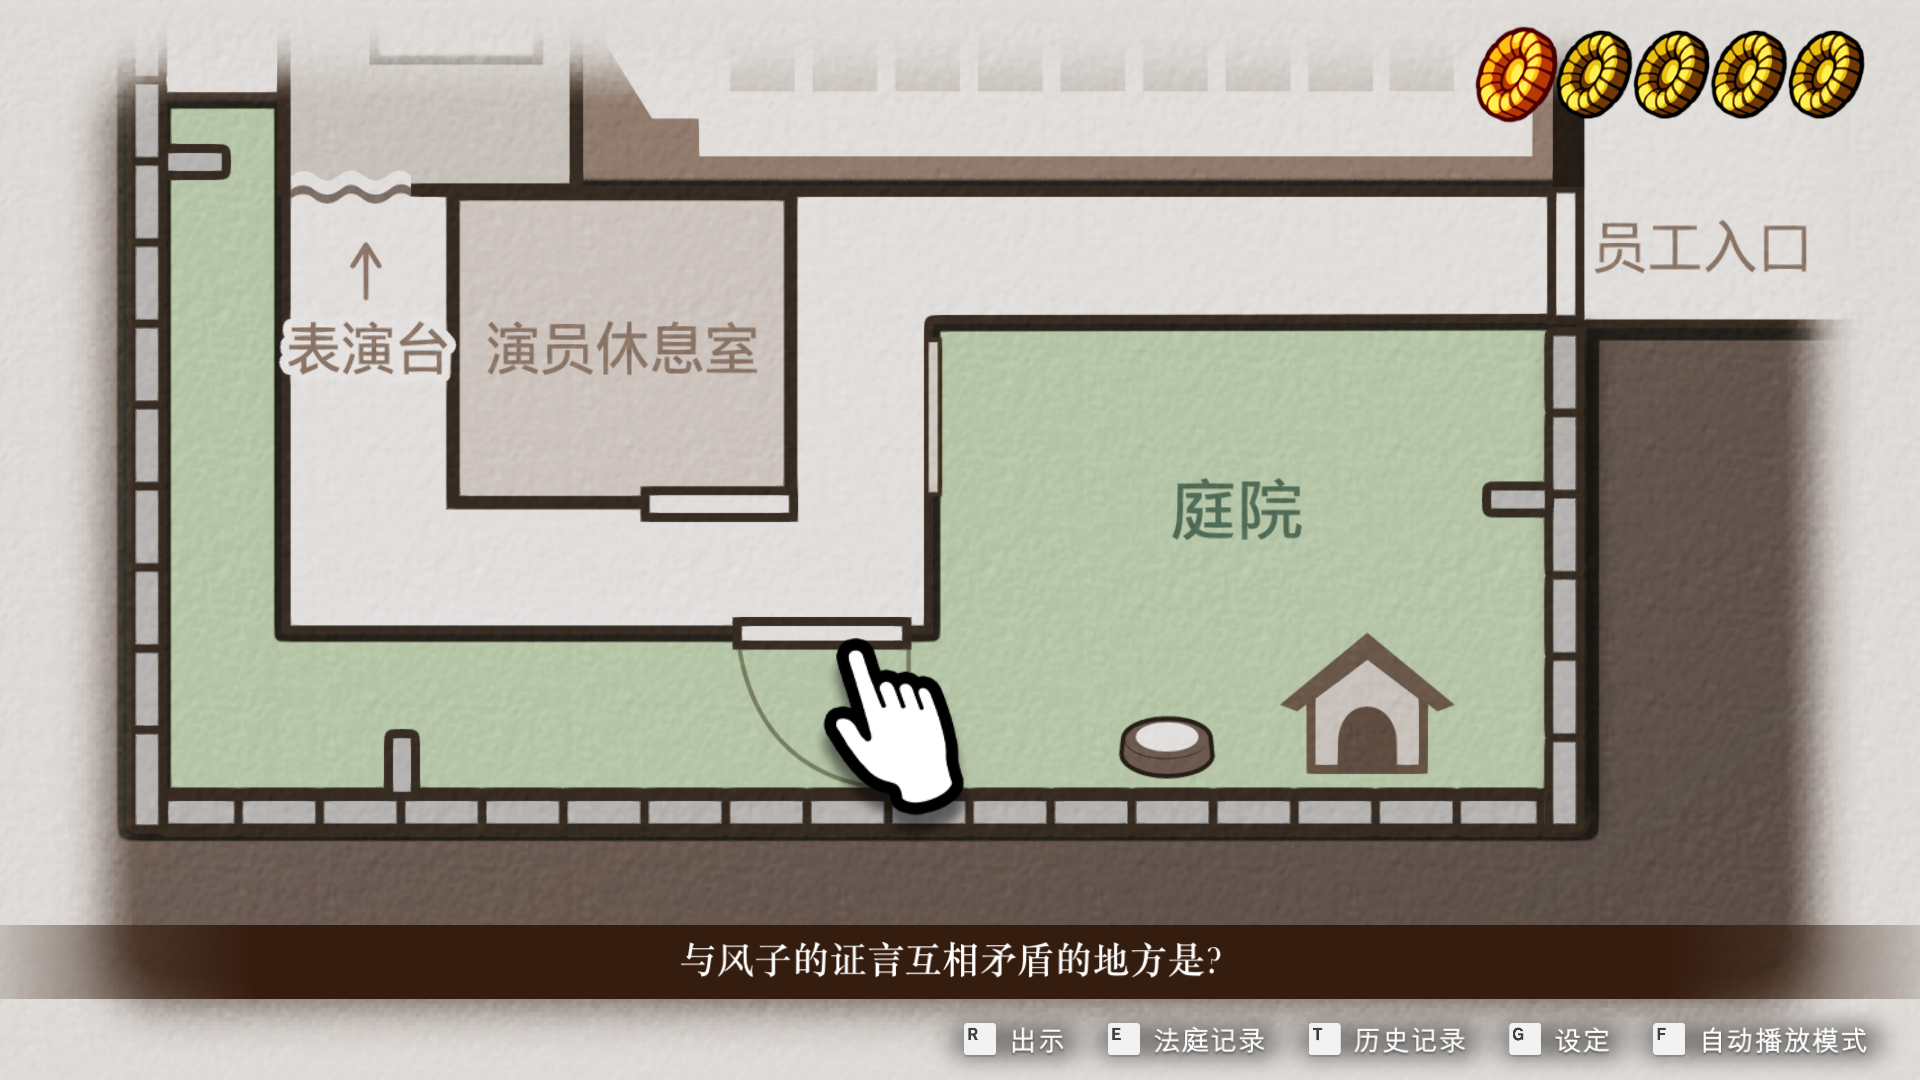 员工入口
表演台
演员休息室
庭院
与风子的证言互相矛盾的地方是?
R 出示 E 法庭记录 T 历史记录 G 设定 F 自动播放模式